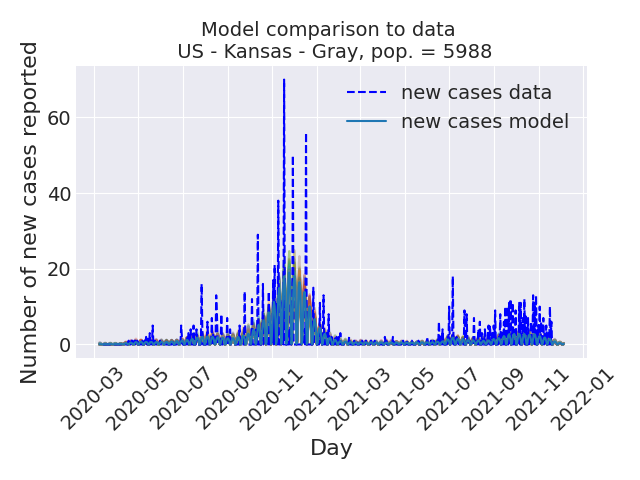 Model comparison to data
US - Kansas - Gray, pop. = 5988
Number of new cases reported
60
40
20
0
new cases data
new cases model
2020-03
2020-05
2020-07
2020-09
2020-11
2021-01
2021-03
2021-05
2021-07
2021-09
2021-11
2022-01
Day